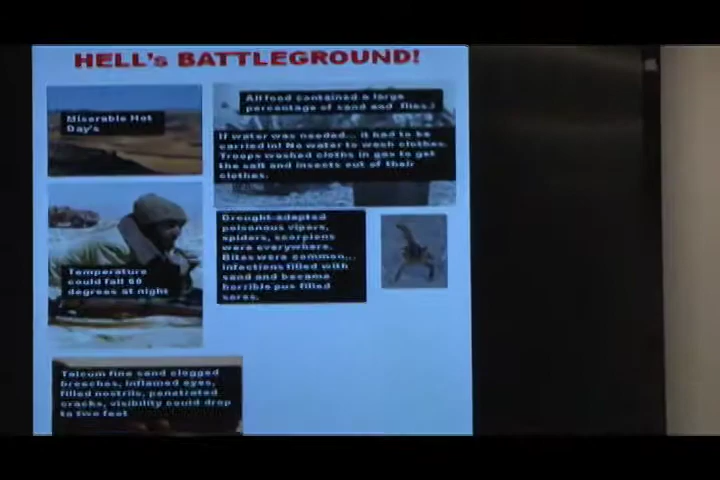 HELL's BATTLEGROUND!
Miserable Hot
Day's
All food contained a large
percentage of sand and flies.!
If water was needed... it had to be
carried in! No water to wash clothes.
Troops washed cloths in gas to get
the salt and insects out of their
clothes.
Drought-adapted
poisonous vipers,
spiders, scorpions
were everywhere.
Bites were common...
infections filled with
sand and became
horrible pus filled
sores.
Temperature
could fall 60
degrees at night
Talcum fine sand clogged
breaches, inflamed eyes,
filled nostrils, penetrated
cracks, visibility could drop
to two feet